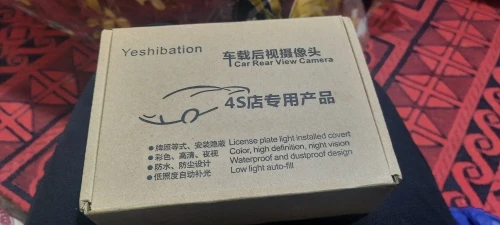 Yeshibation
车载后视摄像头
Car Rear View Camera
4S店专用产品
●牌照等式、安装隐蔽 License plate light installed covert
●彩色、高清、夜视 Color, high definition, night vision
●防水、防尘设计 Waterproof and dustproof design
●低照度自动补光 Low light auto-fill